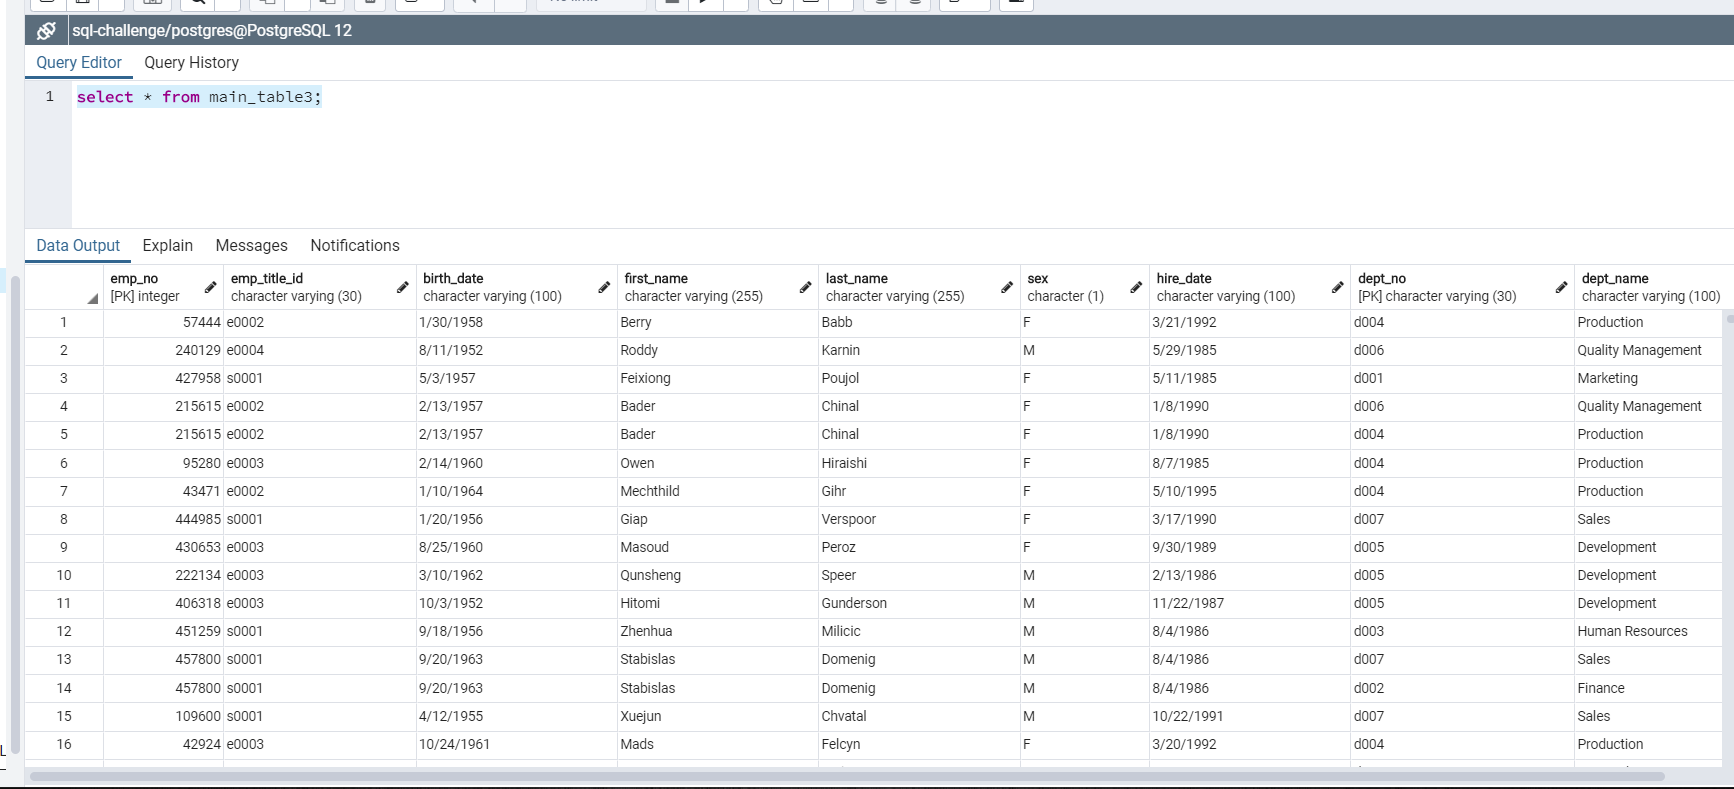 sql-challenge/postgres@PostgreSQL 12
Query Editor Query History
1 select * from main_table3;
Data Output Explain Messages Notifications
emp_no emp_title_id birth_date first_name last_name sex hire_date dept_no dept_name
[PK] integer character varying (30) character varying (100) character varying (255) character varying (255) character (1) character varying (100) [PK] character varying (30) character varying (100)
1 57444 e0002 1/30/1958 Berry Babb F 3/21/1992 d004 Production
2 240129 e0004 8/11/1952 Roddy Karnin M 5/29/1985 d006 Quality Management
3 427958 s0001 5/3/1957 Feixiong Poujol F 5/11/1985 d001 Marketing
4 215615 e0002 2/13/1957 Bader Chinal F 1/8/1990 d006 Quality Management
5 215615 e0002 2/13/1957 Bader Chinal F 1/8/1990 d004 Production
6 95280 e0003 2/14/1960 Owen Hiraishi F 8/7/1985 d004 Production
7 43471 e0002 1/10/1964 Mechthild Gihr F 5/10/1995 d004 Production
8 444985 s0001 1/20/1956 Giap Verspoor F 3/17/1990 d007 Sales
9 430653 e0003 8/25/1960 Masoud Peroz F 9/30/1989 d005 Development
10 222134 e0003 3/10/1962 Qunsheng Speer M 2/13/1986 d005 Development
11 406318 e0003 10/3/1952 Hitomi Gunderson M 11/22/1987 d005 Development
12 451259 s0001 9/18/1956 Zhenhua Milicic M 8/4/1986 d003 Human Resources
13 457800 s0001 9/20/1963 Stabislas Domenig M 8/4/1986 d007 Sales
14 457800 s0001 9/20/1963 Stabislas Domenig M 8/4/1986 d002 Finance
15 109600 s0001 4/12/1955 Xuejun Chvatal M 10/22/1991 d007 Sales
16 42924 e0003 10/24/1961 Mads Felcyn F 3/20/1992 d004 Production